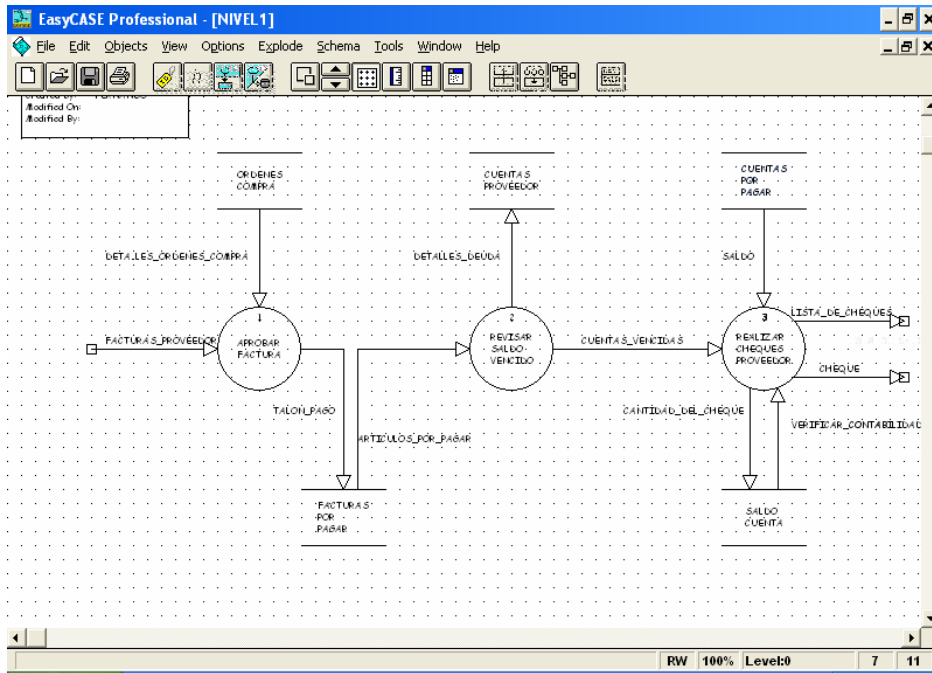 EasyCASE Professional - [NIVEL1]
File Edit Objects View Options Explode Schema Tools Window Help
Modified On:
Modified By:
ORDENES
COMPRA
CUENTAS
PROVEEDOR
CUENTAS
POR
PAGAR
DETALLES_ORDENES_COMPRA
DETALLES_DEUDA
SALDO
FACTURAS_PROVEEDOR
1
APROBAR
FACTURA
2
REVISAR
SALDO
VENCIDO
CUENTAS_VENCIDAS
3
REALIZAR
CHEQUES
PROVEEDOR
LISTA_DE_CHEQUES
CHEQUE
TALON_PAGO
ARTICULOS_POR_PAGAR
CANTIDAD_DEL_CHEQUE
VERIFICAR_CONTABILIDAD
FACTURAS
POR
PAGAR
SALDO
CUENTA
RW 100% Level:0 7 11